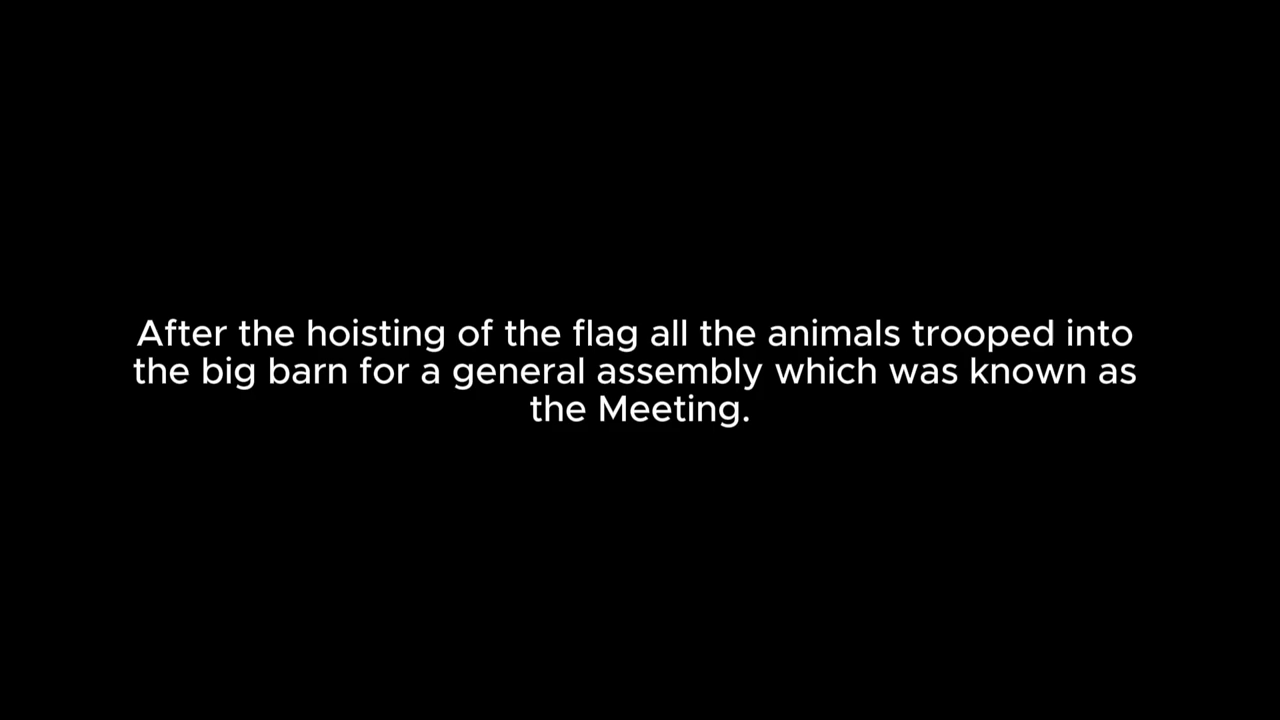 After the hoisting of the flag all the animals trooped into
the big barn for a general assembly which was known as
the Meeting.